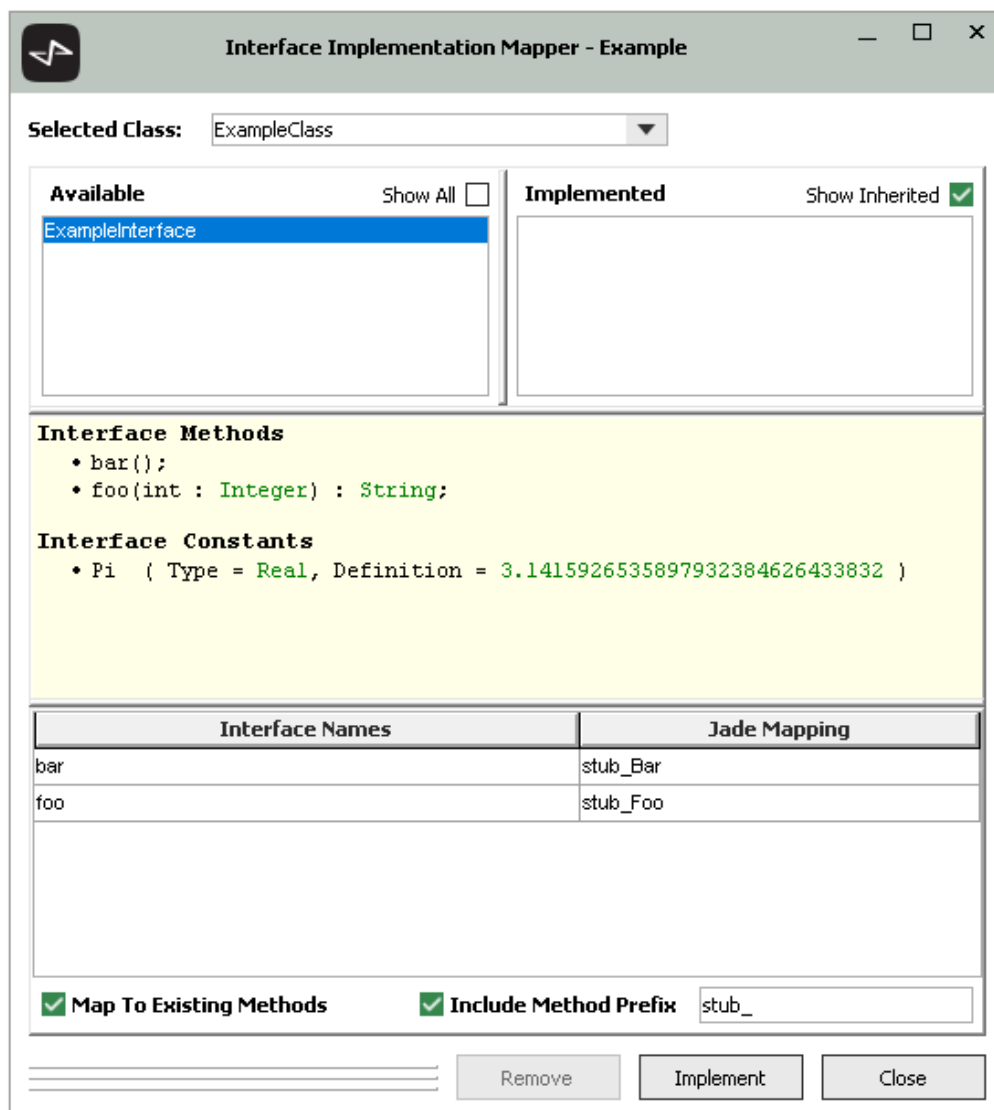 Interface Implementation Mapper - Example
Selected Class: ExampleClass
Available Show All
ExampleInterface
Implemented Show Inherited
Interface Methods
• bar();
• foo(int : Integer) : String;
Interface Constants
• Pi ( Type = Real, Definition = 3.1415926535897932384626433832 )
Interface Names Jade Mapping
bar stub_Bar
foo stub_Foo
Map To Existing Methods Include Method Prefix stub_
Remove Implement Close